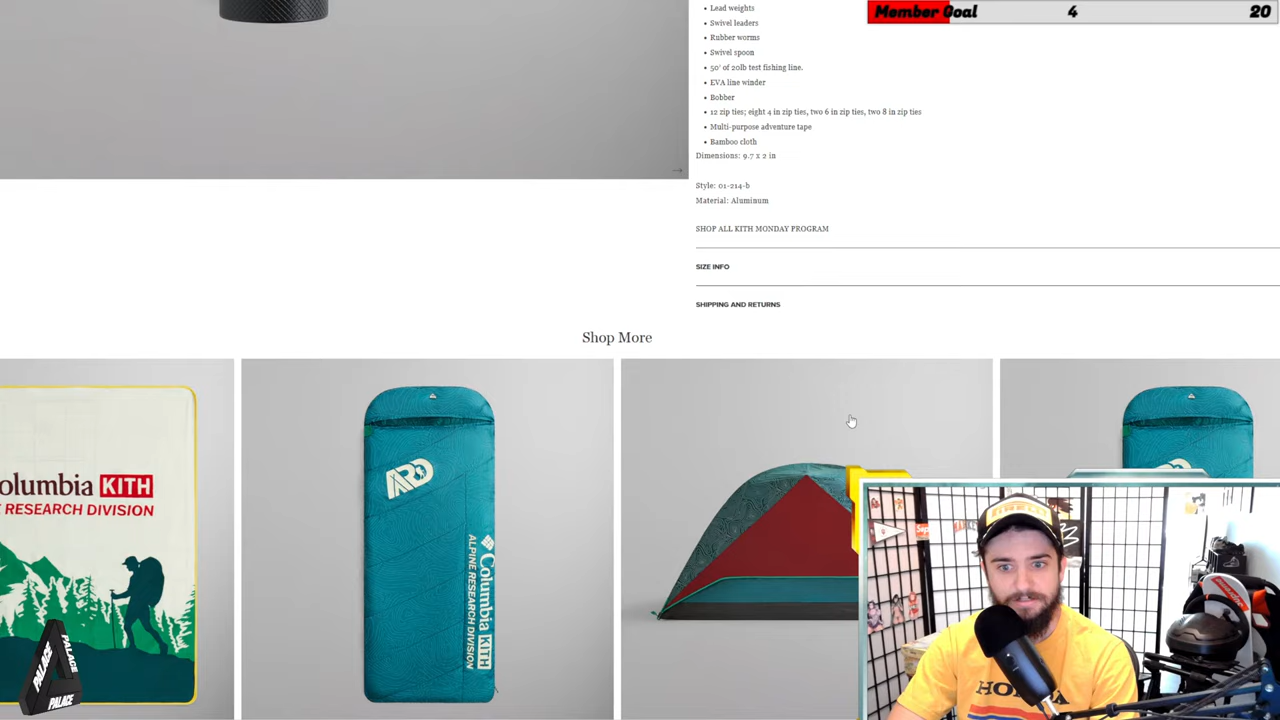 Member Goal 4 20
• Lead weights
• Swivel leaders
• Rubber worms
• Swivel spoon
• 50' of 20lb test fishing line.
• EVA line winder
• Bobber
• 12 zip ties; eight 4 in zip ties, two 6 in zip ties, two 8 in zip ties
• Multi-purpose adventure tape
• Bamboo cloth
Dimensions: 9.7 x 2 in
Style: 01-214-b
Material: Aluminum
SHOP ALL KITH MONDAY PROGRAM
SIZE INFO
SHIPPING AND RETURNS
Shop More
olumbia KITH
E RESEARCH DIVISION
ARD
Columbia KITH
ALPINE RESEARCH DIVISION
PALACE
PALACE
PALACE
PIRELLI
HONDA